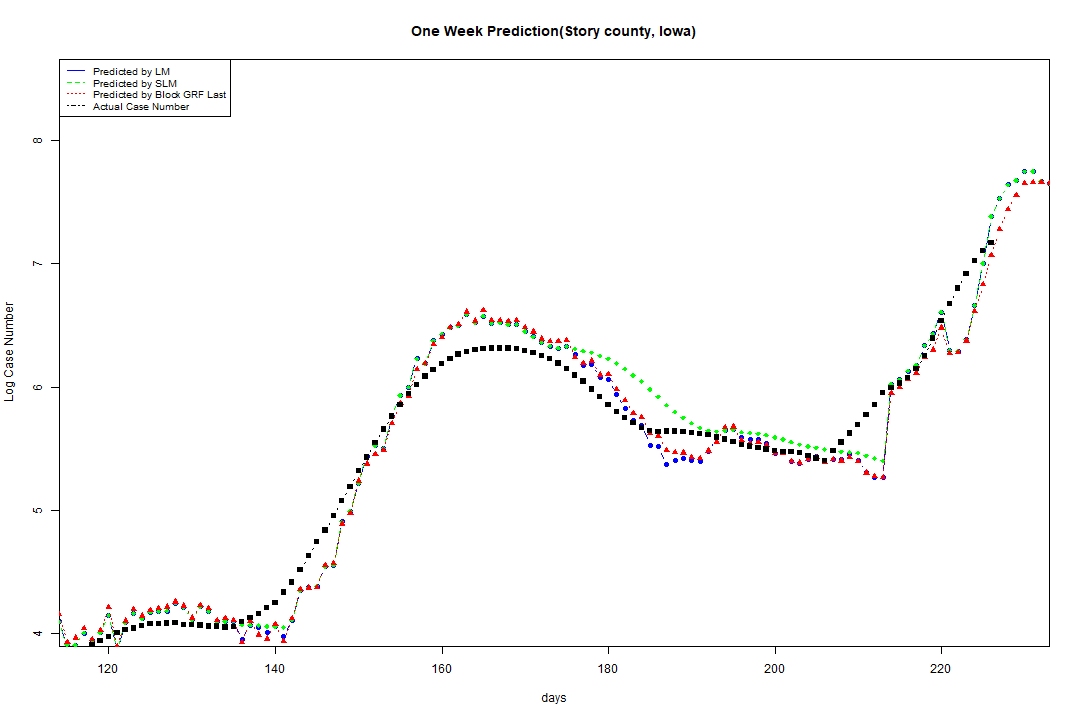 One Week Prediction(Story county, Iowa)
Predicted by LM
Predicted by SLM
Predicted by Block GRF Last
Actual Case Number
8
7
6
5
4
Log Case Number
120 140 160 180 200 220
days